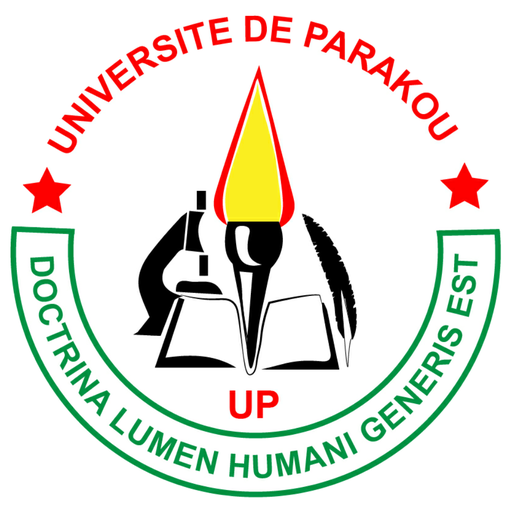 UNIVERSITE DE PARAKOU
UP
DOCTRINA LUMEN HUMANI GENERIS EST